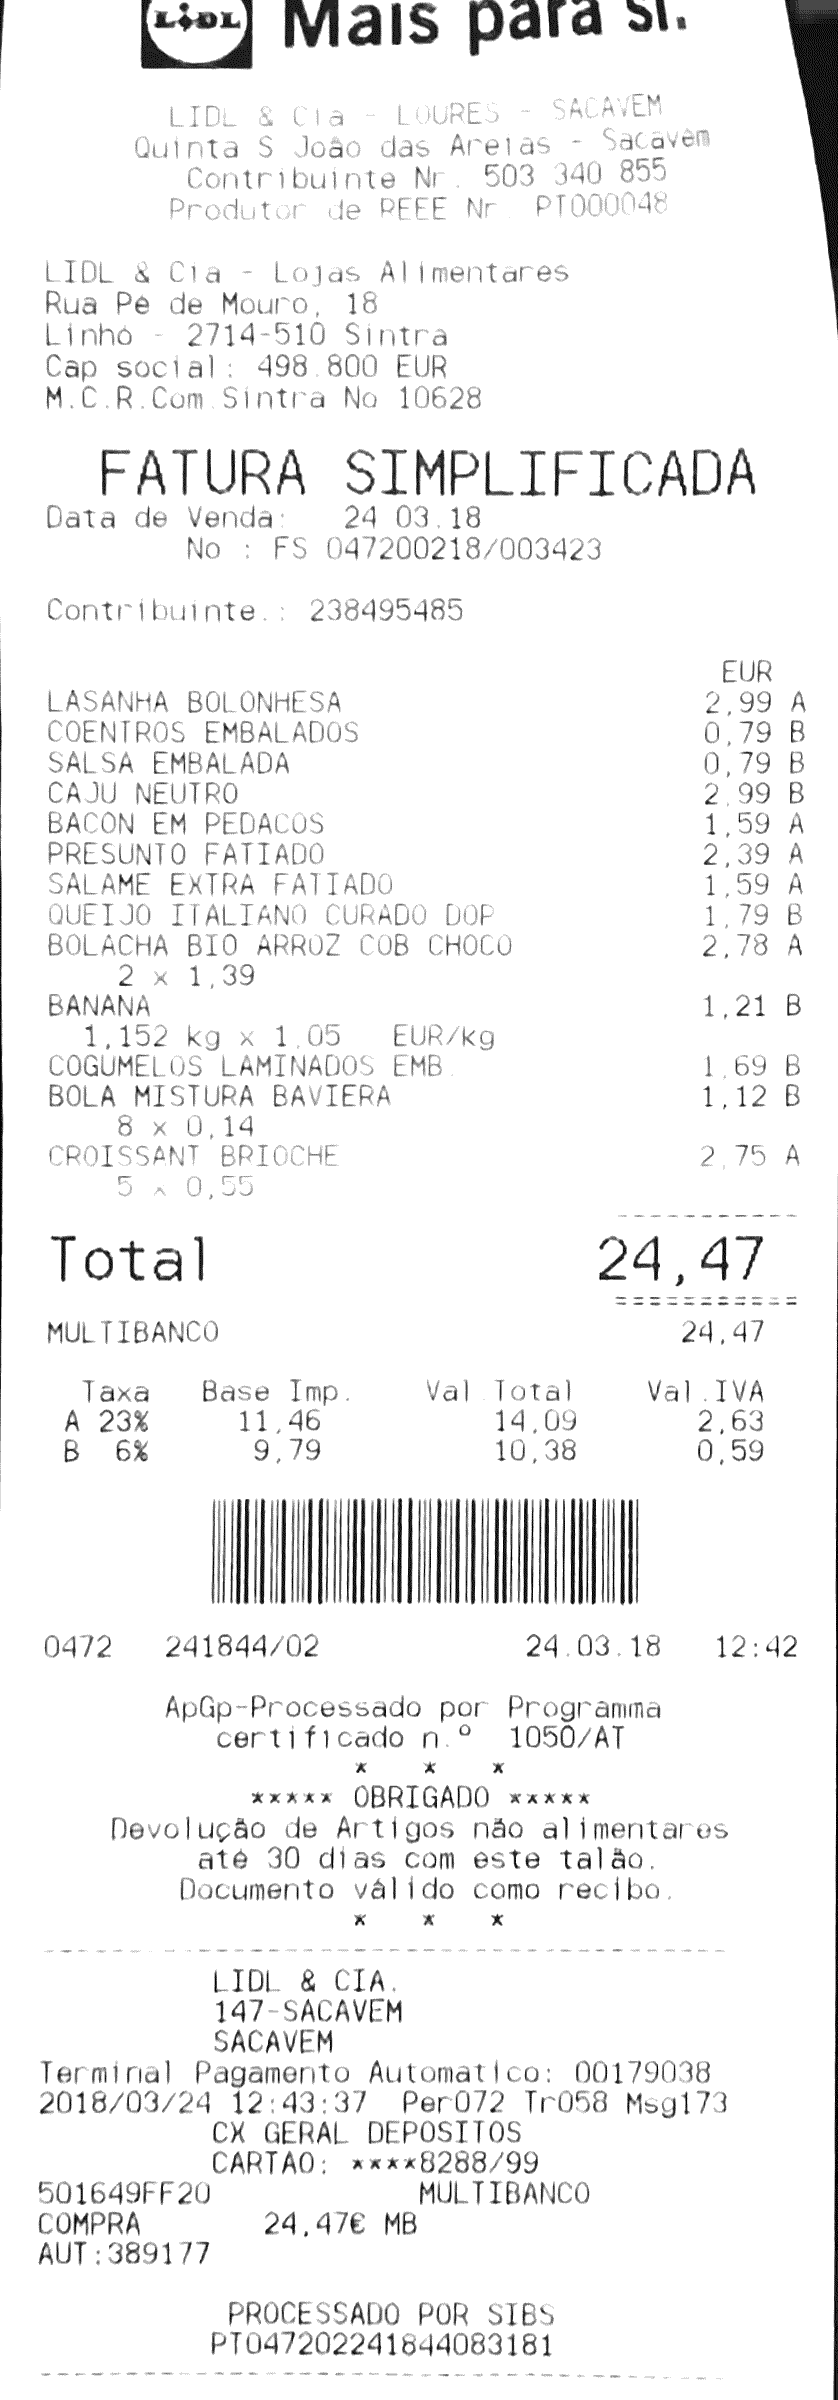 LIDL Mais para si.
LIDL & Cia - LOURES - SACAVEM
Quinta S João das Areias - Sacavém
Contribuinte Nr. 503 340 855
Produtor de REEE Nr. PT000048
LIDL & Cia - Lojas Alimentares
Rua Pé de Mouro, 18
Linhó - 2714-510 Sintra
Cap social: 498.800 EUR
M.C.R.Com.Sintra No 10628
FATURA SIMPLIFICADA
Data de Venda: 24 03.18
No : FS 047200218/003423
Contribuinte.: 238495485
EUR
LASANHA BOLONHESA 2,99 A
COENTROS EMBALADOS 0,79 B
SALSA EMBALADA 0,79 B
CAJU NEUTRO 2,99 B
BACON EM PEDACOS 1,59 A
PRESUNTO FATIADO 2,39 A
SALAME EXTRA FATIADO 1,59 A
QUEIJO ITALIANO CURADO DOP 1,79 B
BOLACHA BIO ARROZ COB CHOCO 2,78 A
2 x 1,39
BANANA 1,21 B
1,152 kg x 1.05 EUR/kg
COGUMELOS LAMINADOS EMB. 1,69 B
BOLA MISTURA BAVIERA 1,12 B
8 x 0,14
CROISSANT BRIOCHE 2,75 A
5 x 0,55
Total 24,47
MULTIBANCO 24,47
Taxa Base Imp. Val.Total Val.IVA
A 23% 11,46 14,09 2,63
B 6% 9,79 10,38 0,59
0472 241844/02 24.03.18 12:42
ApGp-Processado por Programma
certificado n.º 1050/AT
* * *
***** OBRIGADO *****
Devolução de Artigos não alimentares
até 30 dias com este talão.
Documento válido como recibo.
* * *
LIDL & CIA.
147-SACAVEM
SACAVEM
Terminal Pagamento Automatico: 00179038
2018/03/24 12:43:37 Per072 Tr058 Msg173
CX GERAL DEPOSITOS
CARTAO: ****8288/99
501649FF20 MULTIBANCO
COMPRA 24,47€ MB
AUT:389177
PROCESSADO POR SIBS
PT047202241844083181